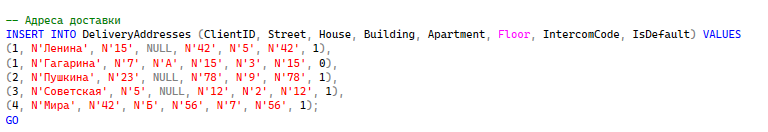 -- Адреса доставки
INSERT INTO DeliveryAddresses (ClientID, Street, House, Building, Apartment, Floor, IntercomCode, IsDefault) VALUES
(1, N'Ленина', N'15', NULL, N'42', N'5', N'42', 1),
(1, N'Гагарина', N'7', N'А', N'15', N'3', N'15', 0),
(2, N'Пушкина', N'23', NULL, N'78', N'9', N'78', 1),
(3, N'Советская', N'5', NULL, N'12', N'2', N'12', 1),
(4, N'Мира', N'42', N'Б', N'56', N'7', N'56', 1);
GO